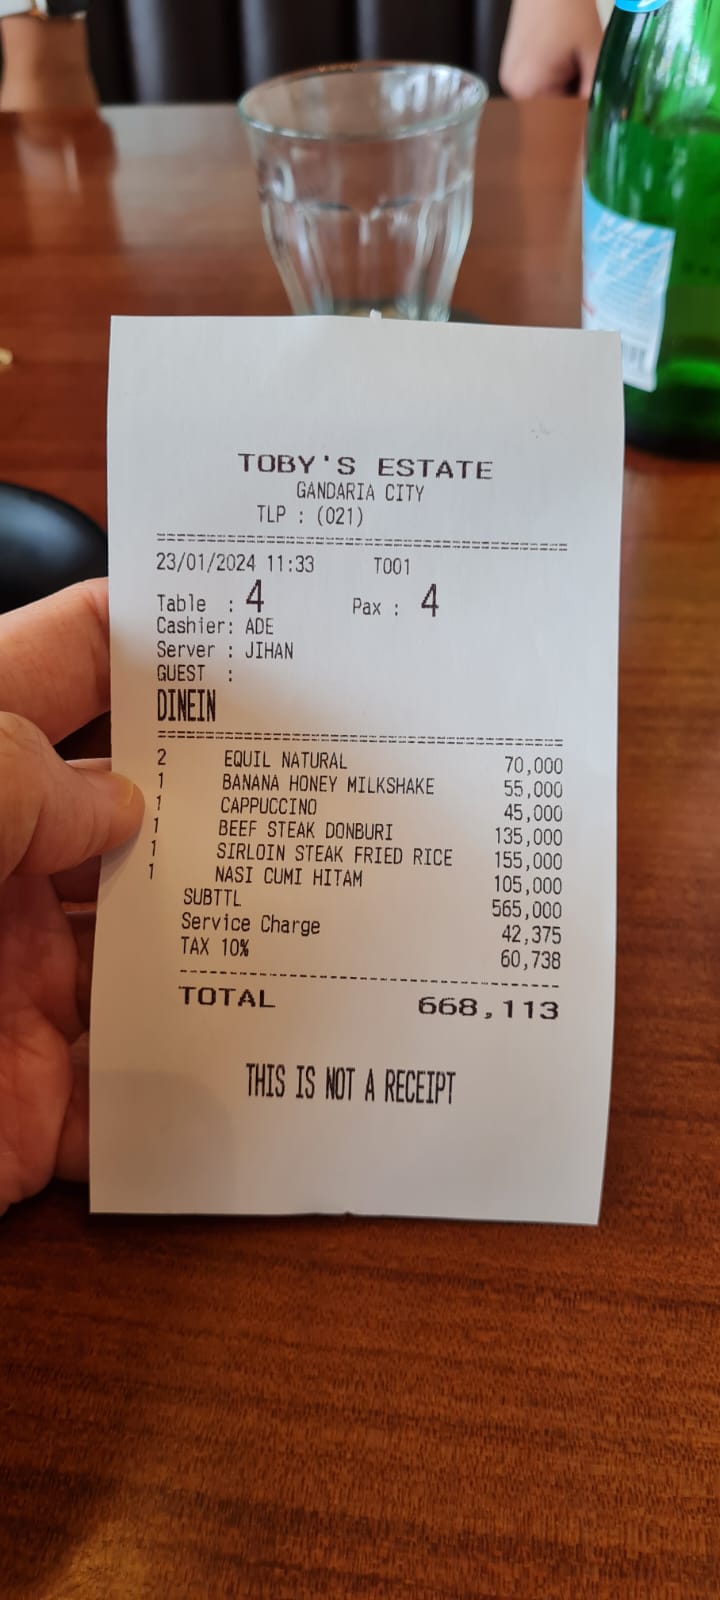 TOBY'S ESTATE
GANDARIA CITY
TLP : (021)
23/01/2024 11:33 T001
Table : 4 Pax : 4
Cashier: ADE
Server : JIHAN
GUEST :
DINEIN
2 EQUIL NATURAL 70,000
1 BANANA HONEY MILKSHAKE 55,000
1 CAPPUCCINO 45,000
1 BEEF STEAK DONBURI 135,000
1 SIRLOIN STEAK FRIED RICE 155,000
1 NASI CUMI HITAM 105,000
SUBTTL 565,000
Service Charge 42,375
TAX 10% 60,738
TOTAL 668,113
THIS IS NOT A RECEIPT